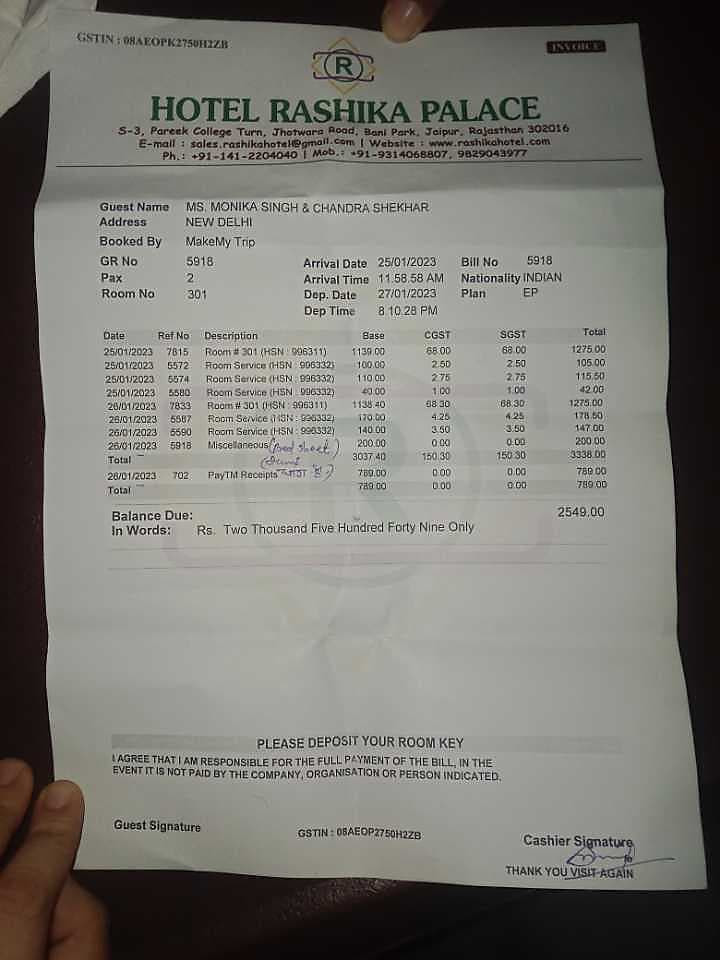 GSTIN : 08AEOPK2750H2ZB
INVOICE
R
HOTEL RASHIKA PALACE
S-3, Pareek College Turn, Jhotwara Road, Bani Park, Jaipur, Rajasthan 302016
E-mail : sales.rashikahotel@gmail.com | Website : www.rashikahotel.com
Ph.: +91-141-2204040 | Mob.: +91-9314068807, 9829043977
Guest Name MS. MONIKA SINGH & CHANDRA SHEKHAR
Address NEW DELHI
Booked By MakeMy Trip
GR No 5918 Arrival Date 25/01/2023 Bill No 5918
Pax 2 Arrival Time 11.58.58 AM Nationality INDIAN
Room No 301 Dep. Date 27/01/2023 Plan EP
Dep Time 8.10.28 PM
Date Ref No Description Base CGST SGST Total
25/01/2023 7815 Room # 301 (HSN : 996311) 1139.00 68.00 68.00 1275.00
25/01/2023 5572 Room Service (HSN : 996332) 100.00 2.50 2.50 105.00
25/01/2023 5574 Room Service (HSN : 996332) 110.00 2.75 2.75 115.50
25/01/2023 5580 Room Service (HSN : 996332) 40.00 1.00 1.00 42.00
26/01/2023 7833 Room # 301 (HSN : 996311) 1138.40 68.30 68.30 1275.00
26/01/2023 5587 Room Service (HSN : 996332) 170.00 4.25 4.25 178.50
26/01/2023 5590 Room Service (HSN : 996332) 140.00 3.50 3.50 147.00
26/01/2023 5918 Miscellaneous (Bed sheet) 200.00 0.00 0.00 200.00
Total 3037.40 150.30 150.30 3338.00
26/01/2023 702 PayTM Receipts 789.00 0.00 0.00 789.00
Total 789.00 0.00 0.00 789.00
Balance Due: 2549.00
In Words: Rs. Two Thousand Five Hundred Forty Nine Only
PLEASE DEPOSIT YOUR ROOM KEY
I AGREE THAT I AM RESPONSIBLE FOR THE FULL PAYMENT OF THE BILL, IN THE
EVENT IT IS NOT PAID BY THE COMPANY, ORGANISATION OR PERSON INDICATED.
Guest Signature GSTIN : 08AEOP2750H2ZB Cashier Signature
THANK YOU VISIT AGAIN